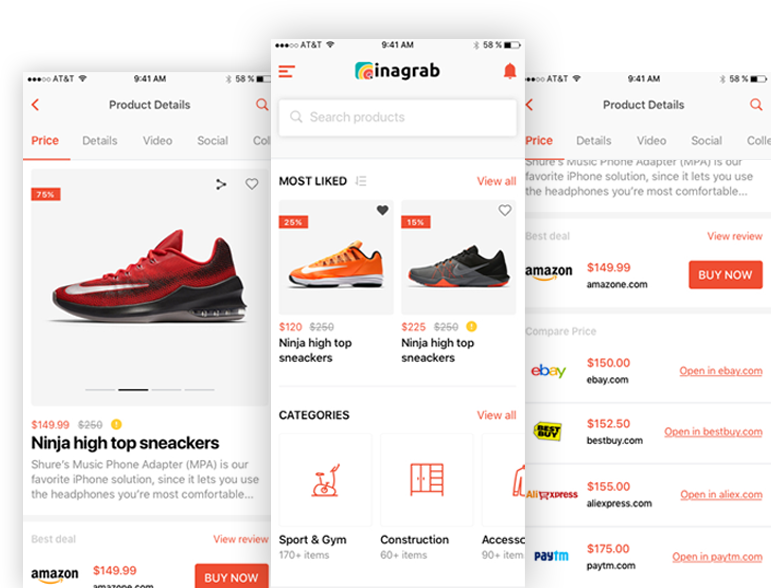 AT&T 9:41 AM 58 %
Product Details
Price Details Video Social Col
75%
$149.99 $250 !
Ninja high top sneackers
Shure's Music Phone Adapter (MPA) is our
favorite iPhone solution, since it lets you use
the headphones you're most comfortable...
Best deal View review
amazon $149.99
amazone.com
BUY NOW
AT&T 9:41 AM 58 %
inagrab
Search products
MOST LIKED View all
25%
15%
$120 $250
Ninja high top
sneackers
$225 $250 !
Ninja high top
sneackers
CATEGORIES View all
Sport & Gym
170+ items
Construction
60+ items
Accesso
90+ item
AT&T 9:41 AM 58 %
Product Details
Price Details Video Social Colle
Shure's Music Phone Adapter (MPA) is our
favorite iPhone solution, since it lets you use
the headphones you're most comfortable...
Best deal View review
amazon $149.99
amazone.com
BUY NOW
Compare Price
ebay $150.00
ebay.com
Open in ebay.com
BEST
BUY
$152.50
bestbuy.com
Open in bestbuy.com
AliExpress $155.00
aliexpress.com
Open in aliex.com
paytm $175.00
paytm.com
Open in paytm.com